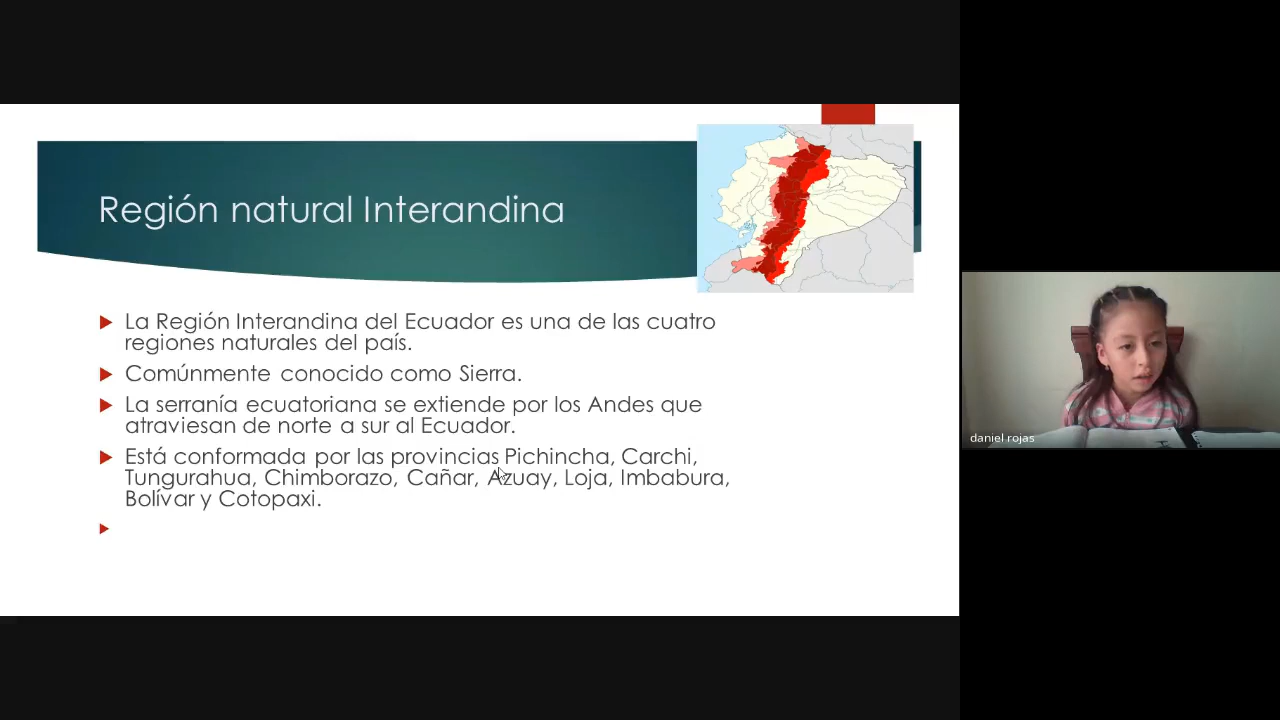 Región natural Interandina
La Región Interandina del Ecuador es una de las cuatro
regiones naturales del país.
Comúnmente conocido como Sierra.
La serranía ecuatoriana se extiende por los Andes que
atraviesan de norte a sur al Ecuador.
Está conformada por las provincias Pichincha, Carchi,
Tungurahua, Chimborazo, Cañar, Azuay, Loja, Imbabura,
Bolívar y Cotopaxi.
daniel rojas